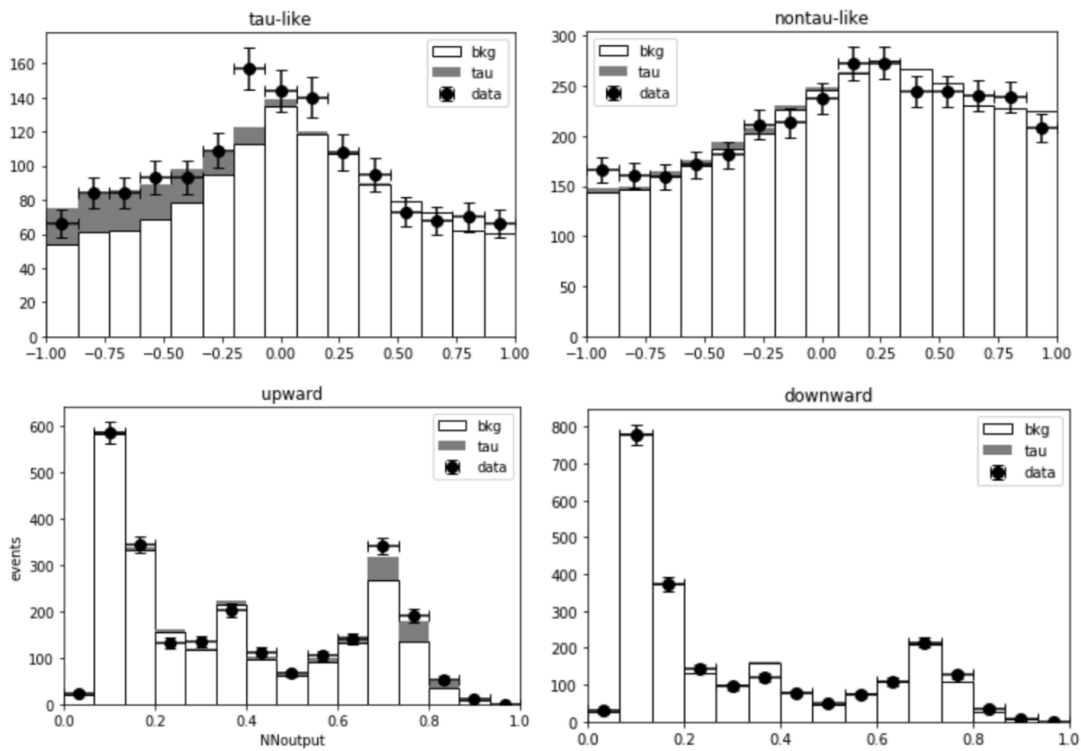 tau-like
bkg
tau
data
160
140
120
100
80
60
40
20
0
−1.00 −0.75 −0.50 −0.25 0.00 0.25 0.50 0.75 1.00
nontau-like
bkg
tau
data
300
250
200
150
100
50
0
−1.00 −0.75 −0.50 −0.25 0.00 0.25 0.50 0.75 1.00
upward
bkg
tau
data
events
600
500
400
300
200
100
0
0.0 0.2 0.4 0.6 0.8 1.0
NNoutput
downward
bkg
tau
data
800
700
600
500
400
300
200
100
0
0.0 0.2 0.4 0.6 0.8 1.0